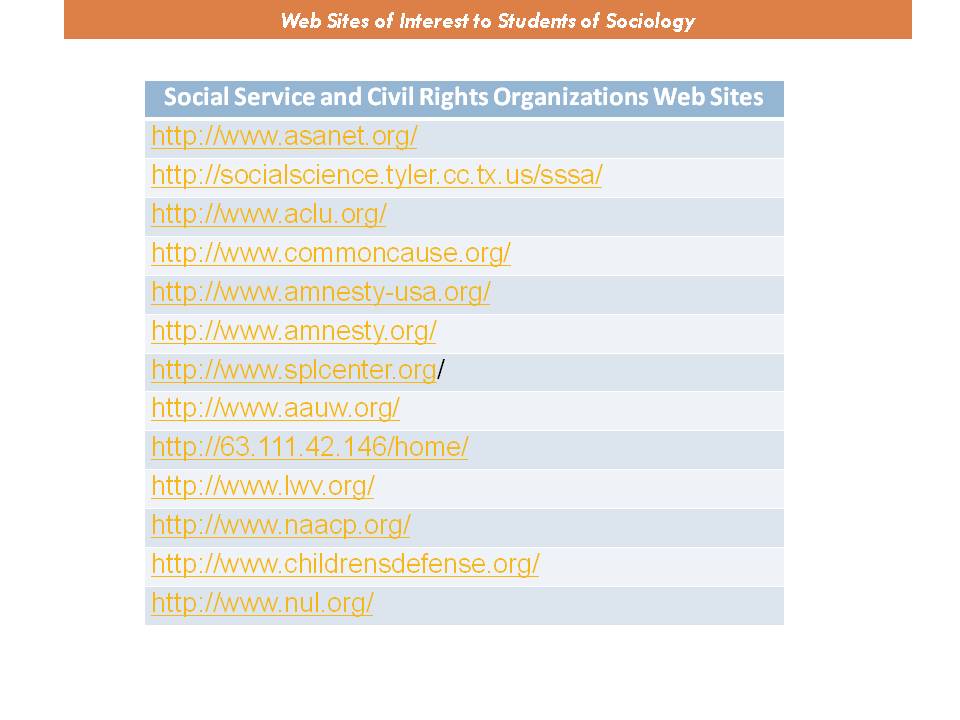 Web Sites of Interest to Students of Sociology
Social Service and Civil Rights Organizations Web Sites
http://www.asanet.org/
http://socialscience.tyler.cc.tx.us/sssa/
http://www.aclu.org/
http://www.commoncause.org/
http://www.amnesty-usa.org/
http://www.amnesty.org/
http://www.splcenter.org/
http://www.aauw.org/
http://63.111.42.146/home/
http://www.lwv.org/
http://www.naacp.org/
http://www.childrensdefense.org/
http://www.nul.org/